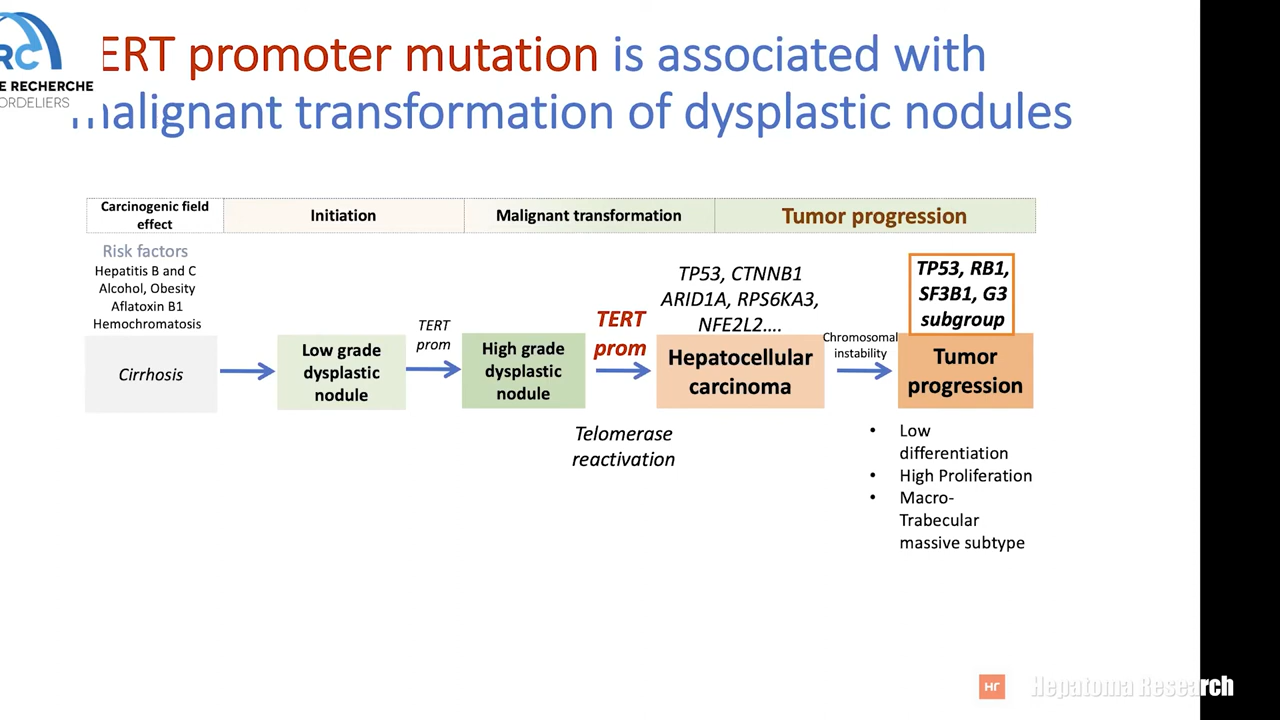 RC
E RECHERCHE
ORDELIERS
ERT promoter mutation is associated with
malignant transformation of dysplastic nodules
Carcinogenic field
effect
Initiation
Malignant transformation
Tumor progression
Risk factors
Hepatitis B and C
Alcohol, Obesity
Aflatoxin B1
Hemochromatosis
Cirrhosis
Low grade
dysplastic
nodule
TERT
prom
High grade
dysplastic
nodule
TERT
prom
Telomerase
reactivation
TP53, CTNNB1
ARID1A, RPS6KA3,
NFE2L2....
Hepatocellular
carcinoma
Chromosomal
instability
TP53, RB1,
SF3B1, G3
subgroup
Tumor
progression
• Low
differentiation
• High Proliferation
• Macro-
Trabecular
massive subtype
Hr
Hepatoma Research